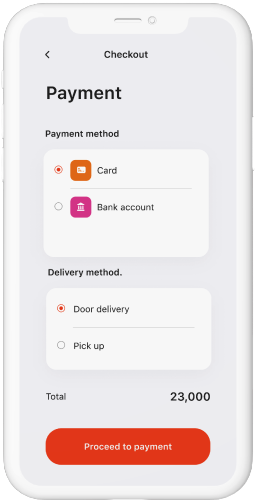 Checkout
Payment
Payment method
Card
Bank account
Delivery method.
Door delivery
Pick up
Total 23,000
Proceed to payment